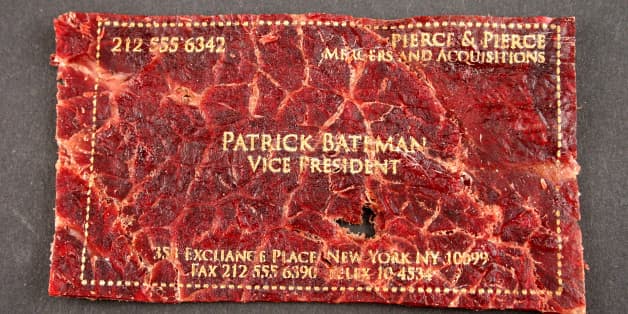 212 555 6342
PIERCE & PIERCE
MERGERS AND ACQUISITIONS
PATRICK BATEMAN
VICE PRESIDENT
358 EXCHANGE PLACE NEW YORK NY 10099
FAX 212 555 6390 TELEX 10-4534